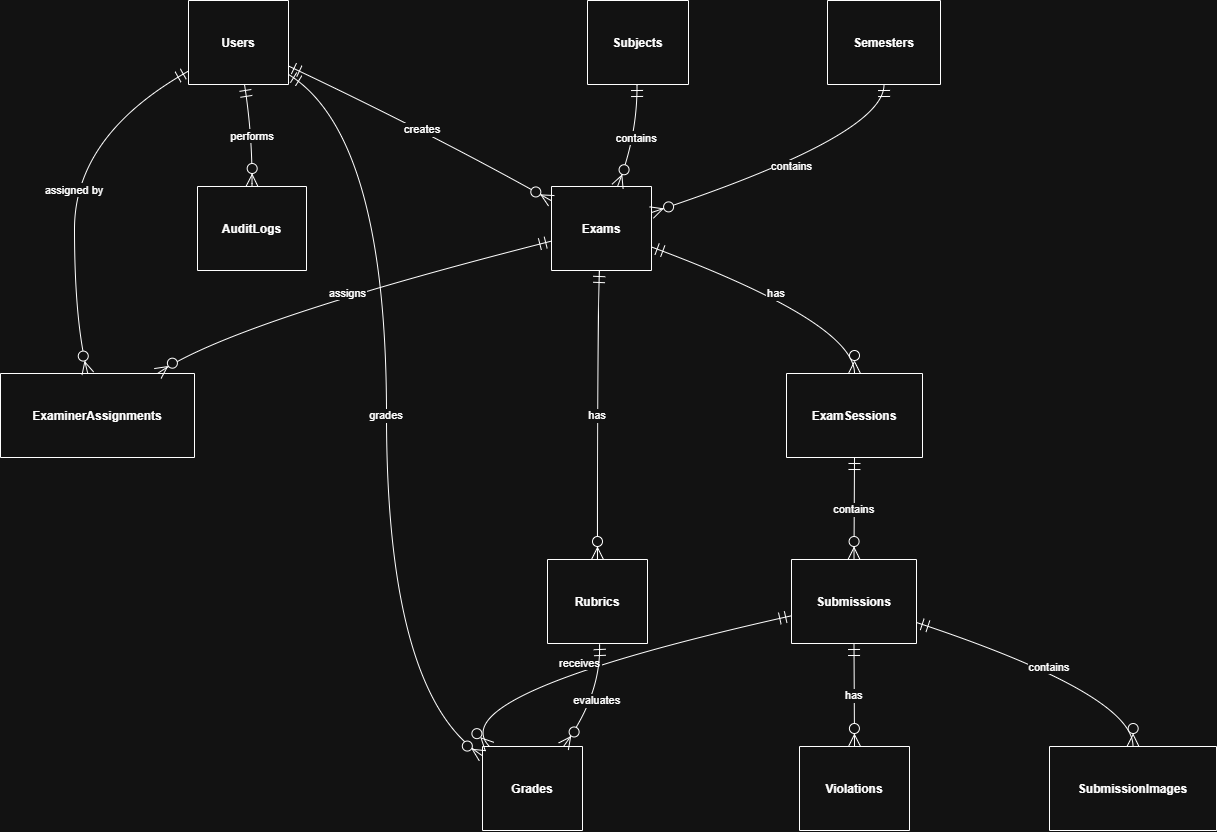 Users
Subjects
Semesters
creates
performs
contains
contains
assigned by
AuditLogs
Exams
assigns
has
ExaminerAssignments
grades
has
ExamSessions
contains
Rubrics
Submissions
receives
contains
evaluates
has
Grades
Violations
SubmissionImages